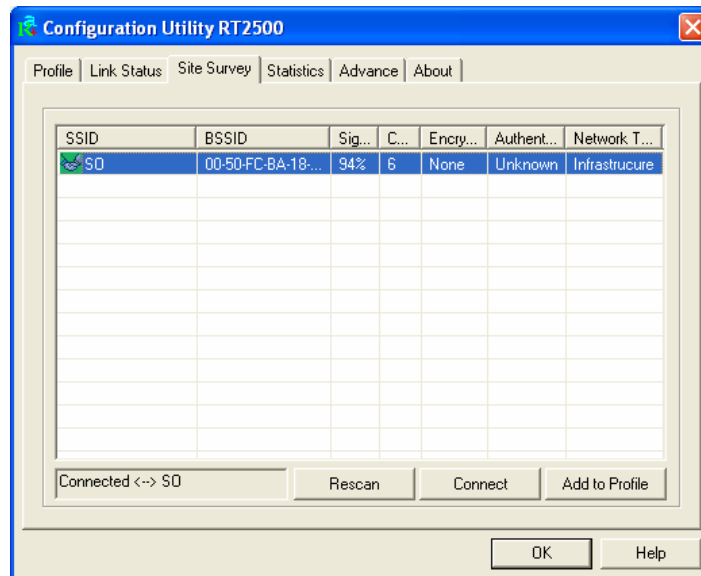 Configuration Utility RT2500
Profile Link Status Site Survey Statistics Advance About
SSID BSSID Sig... C... Encry... Authent... Network T...
SO 00-50-FC-BA-18-... 94% 6 None Unknown Infrastrucure
Connected <--> SO Rescan Connect Add to Profile
OK Help